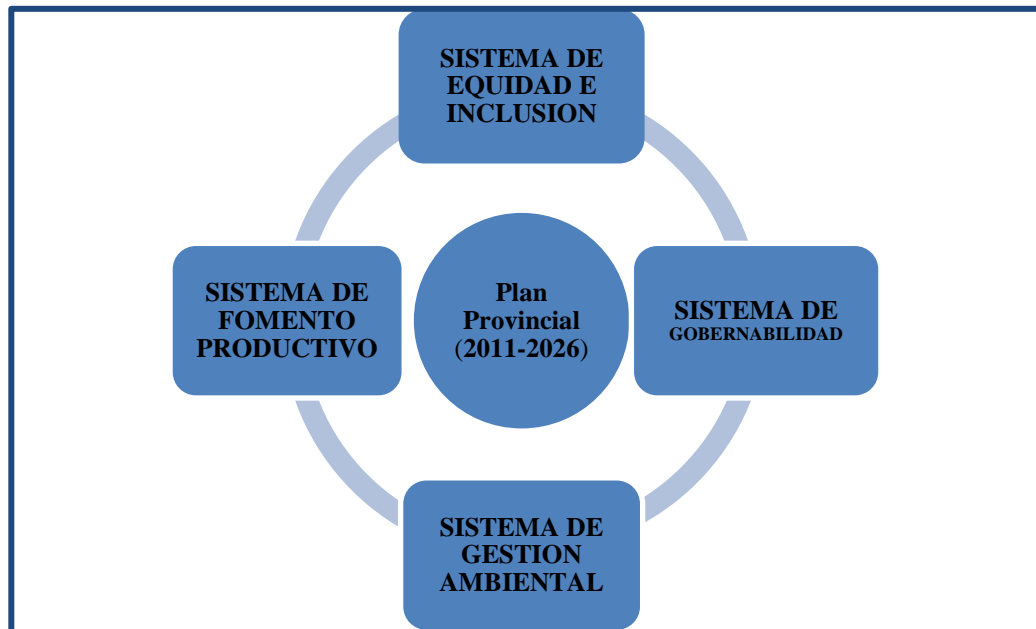 SISTEMA DE
EQUIDAD E
INCLUSION
SISTEMA DE
FOMENTO
PRODUCTIVO
Plan
Provincial
(2011-2026)
SISTEMA DE
GOBERNABILIDAD
SISTEMA DE
GESTION
AMBIENTAL